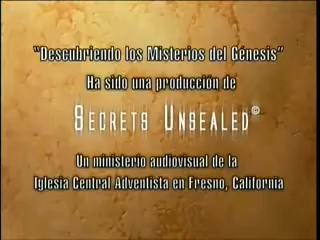 "Descubriendo los Misterios del Génesis"
Ha sido una producción de
Secrets Unsealed©
Un ministerio audiovisual de la
Iglesia Central Adventista en Fresno, California